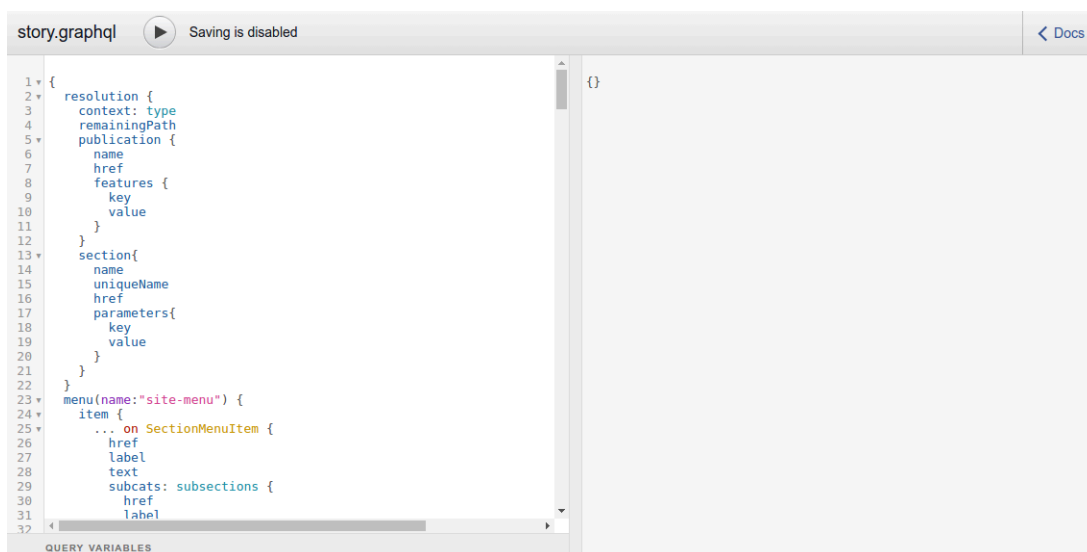 story.graphql Saving is disabled Docs
1 {
2 resolution {
3 context: type
4 remainingPath
5 publication {
6 name
7 href
8 features {
9 key
10 value
11 }
12 }
13 section{
14 name
15 uniqueName
16 href
17 parameters{
18 key
19 value
20 }
21 }
22 }
23 menu(name:"site-menu") {
24 item {
25 ... on SectionMenuItem {
26 href
27 label
28 text
29 subcats: subsections {
30 href
31 label
32
QUERY VARIABLES
{}